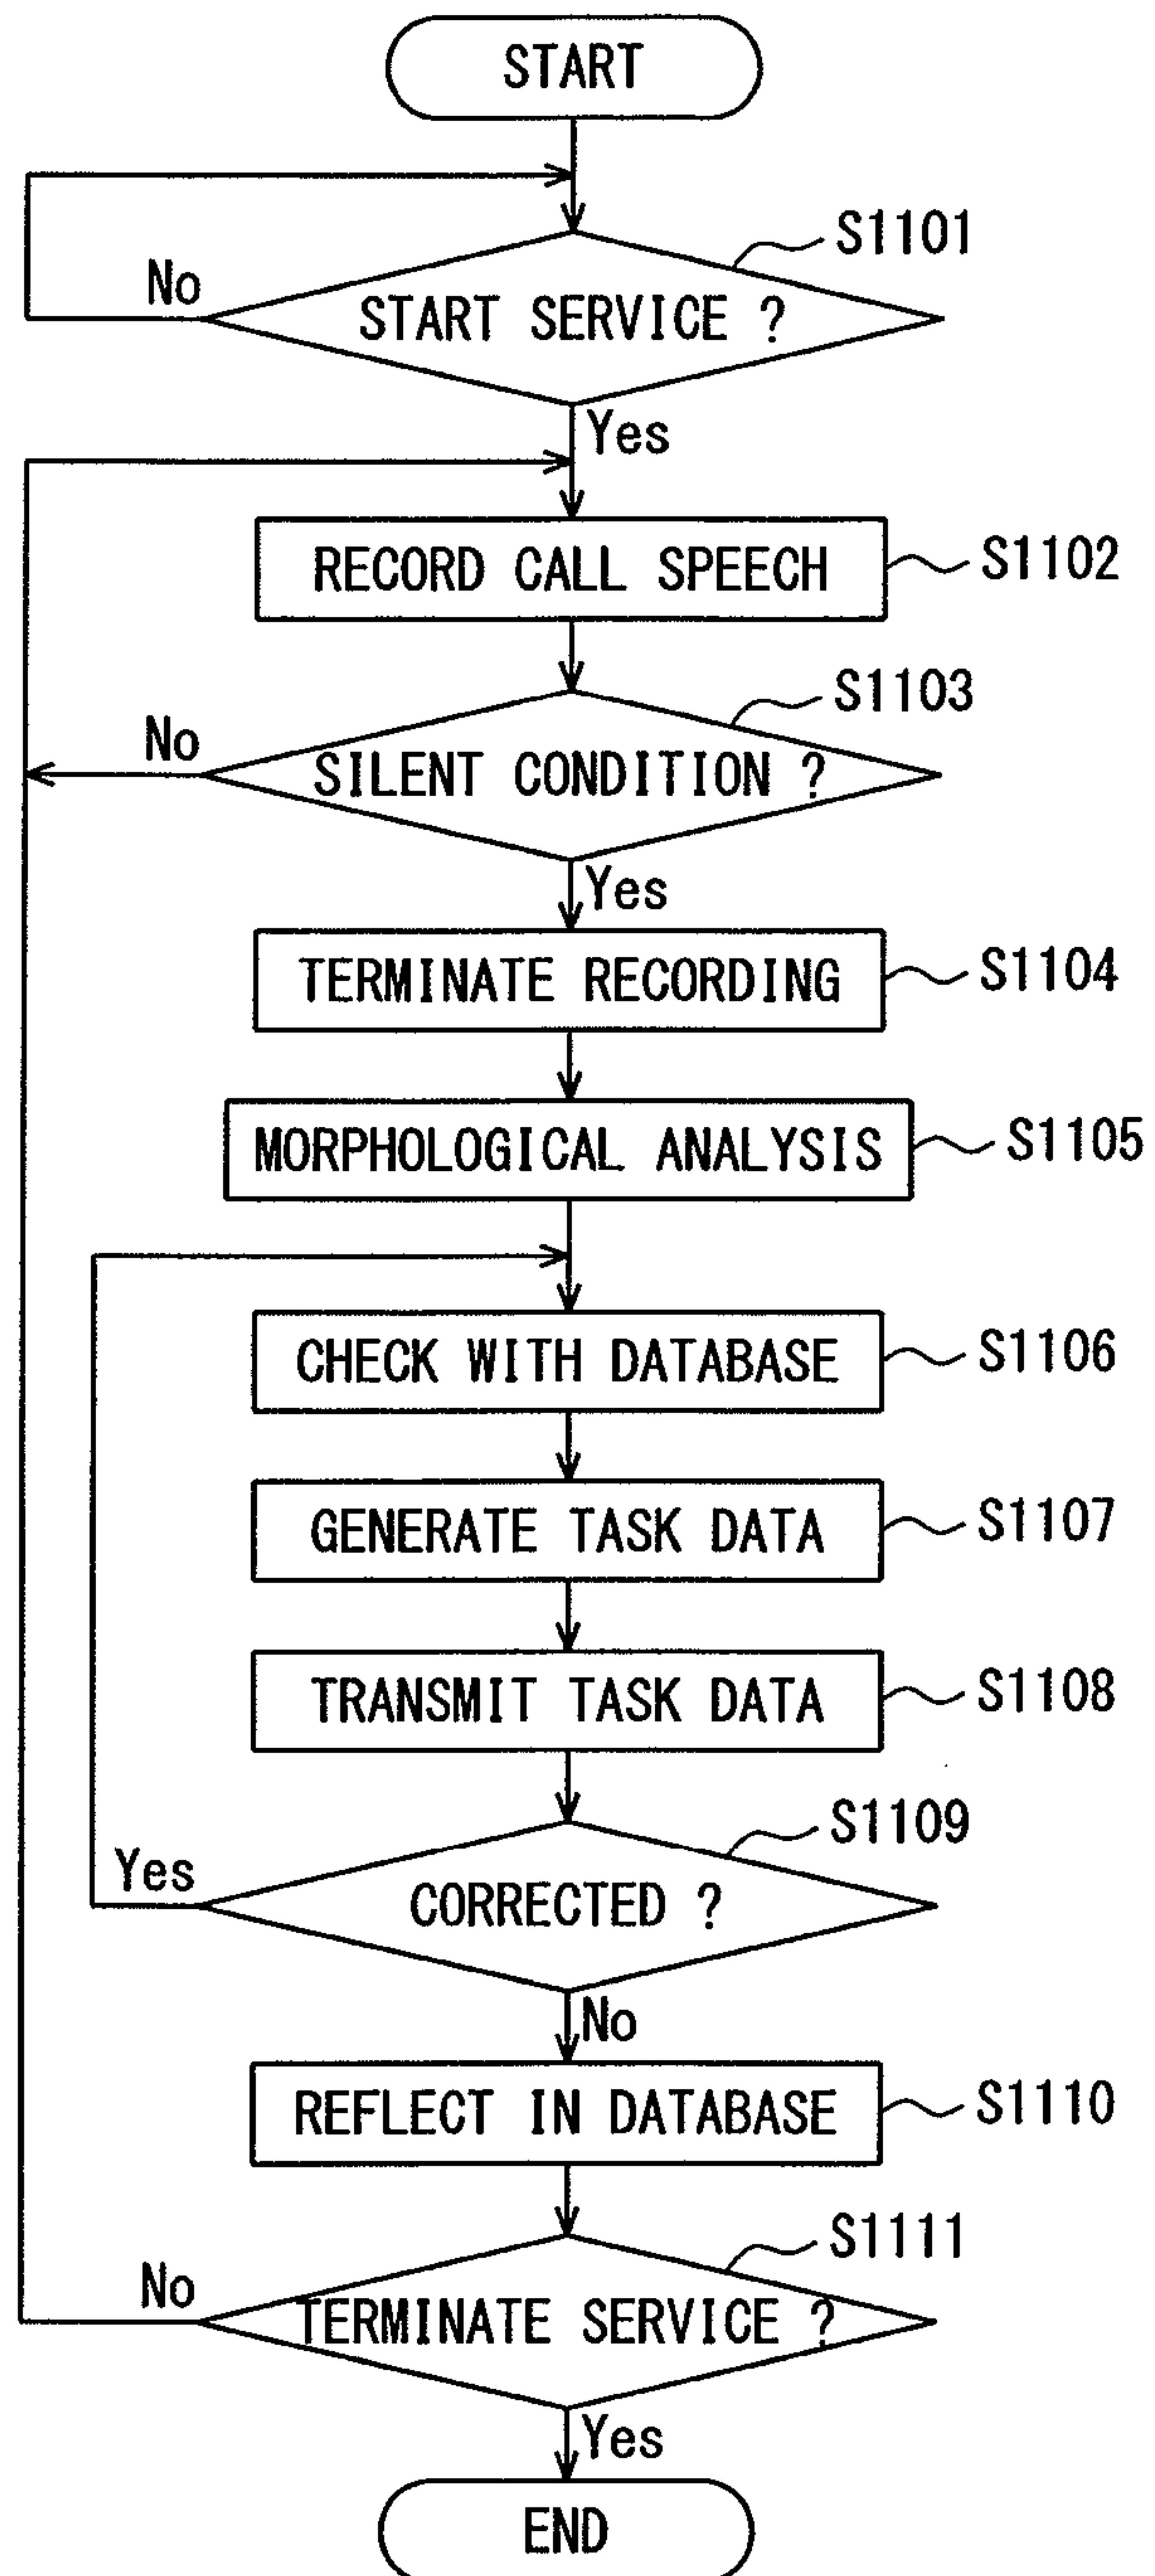 START
S1101
No
START SERVICE ?
Yes
RECORD CALL SPEECH
S1102
S1103
No
SILENT CONDITION ?
Yes
TERMINATE RECORDING
S1104
MORPHOLOGICAL ANALYSIS
S1105
CHECK WITH DATABASE
S1106
GENERATE TASK DATA
S1107
TRANSMIT TASK DATA
S1108
S1109
Yes
CORRECTED ?
No
REFLECT IN DATABASE
S1110
S1111
No
TERMINATE SERVICE ?
Yes
END